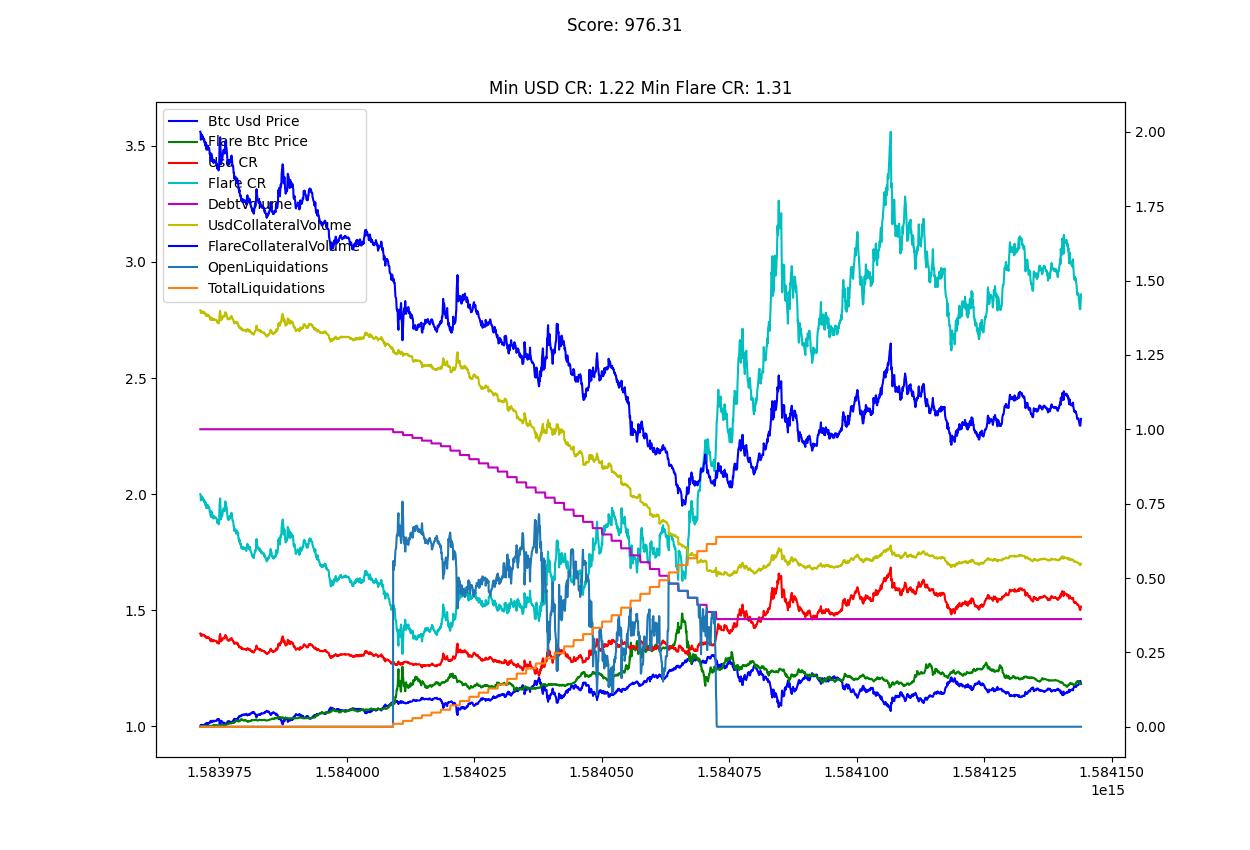 Score: 976.31
Min USD CR: 1.22 Min Flare CR: 1.31
Btc Usd Price
Flare Btc Price
Usd CR
Flare CR
DebtVolume
UsdCollateralVolume
FlareCollateralVolume
OpenLiquidations
TotalLiquidations
3.5
3.0
2.5
2.0
1.5
1.0
2.00
1.75
1.50
1.25
1.00
0.75
0.50
0.25
0.00
1.583975 1.584000 1.584025 1.584050 1.584075 1.584100 1.584125 1.584150
1e15